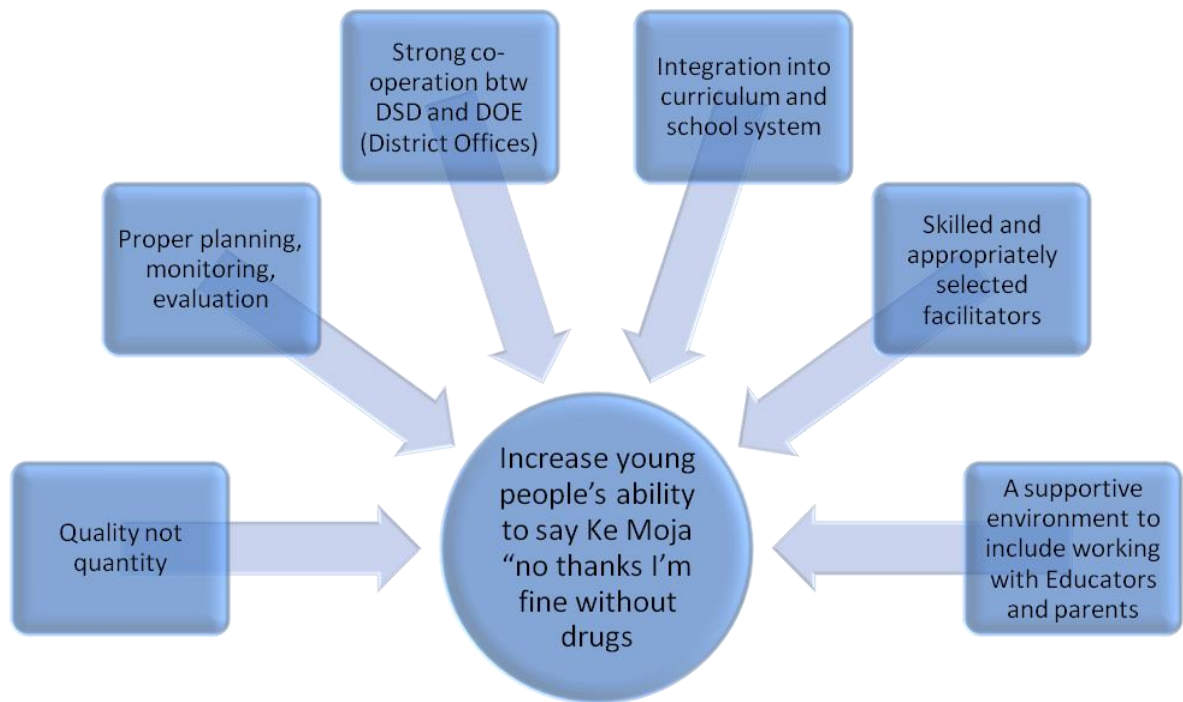 Strong co-
operation btw
DSD and DOE
(District Offices)
Integration into
curriculum and
school system
Proper planning,
monitoring,
evaluation
Skilled and
appropriately
selected
facilitators
Quality not
quantity
Increase young
people’s ability
to say Ke Moja
“no thanks I’m
fine without
drugs
A supportive
environment to
include working
with Educators
and parents